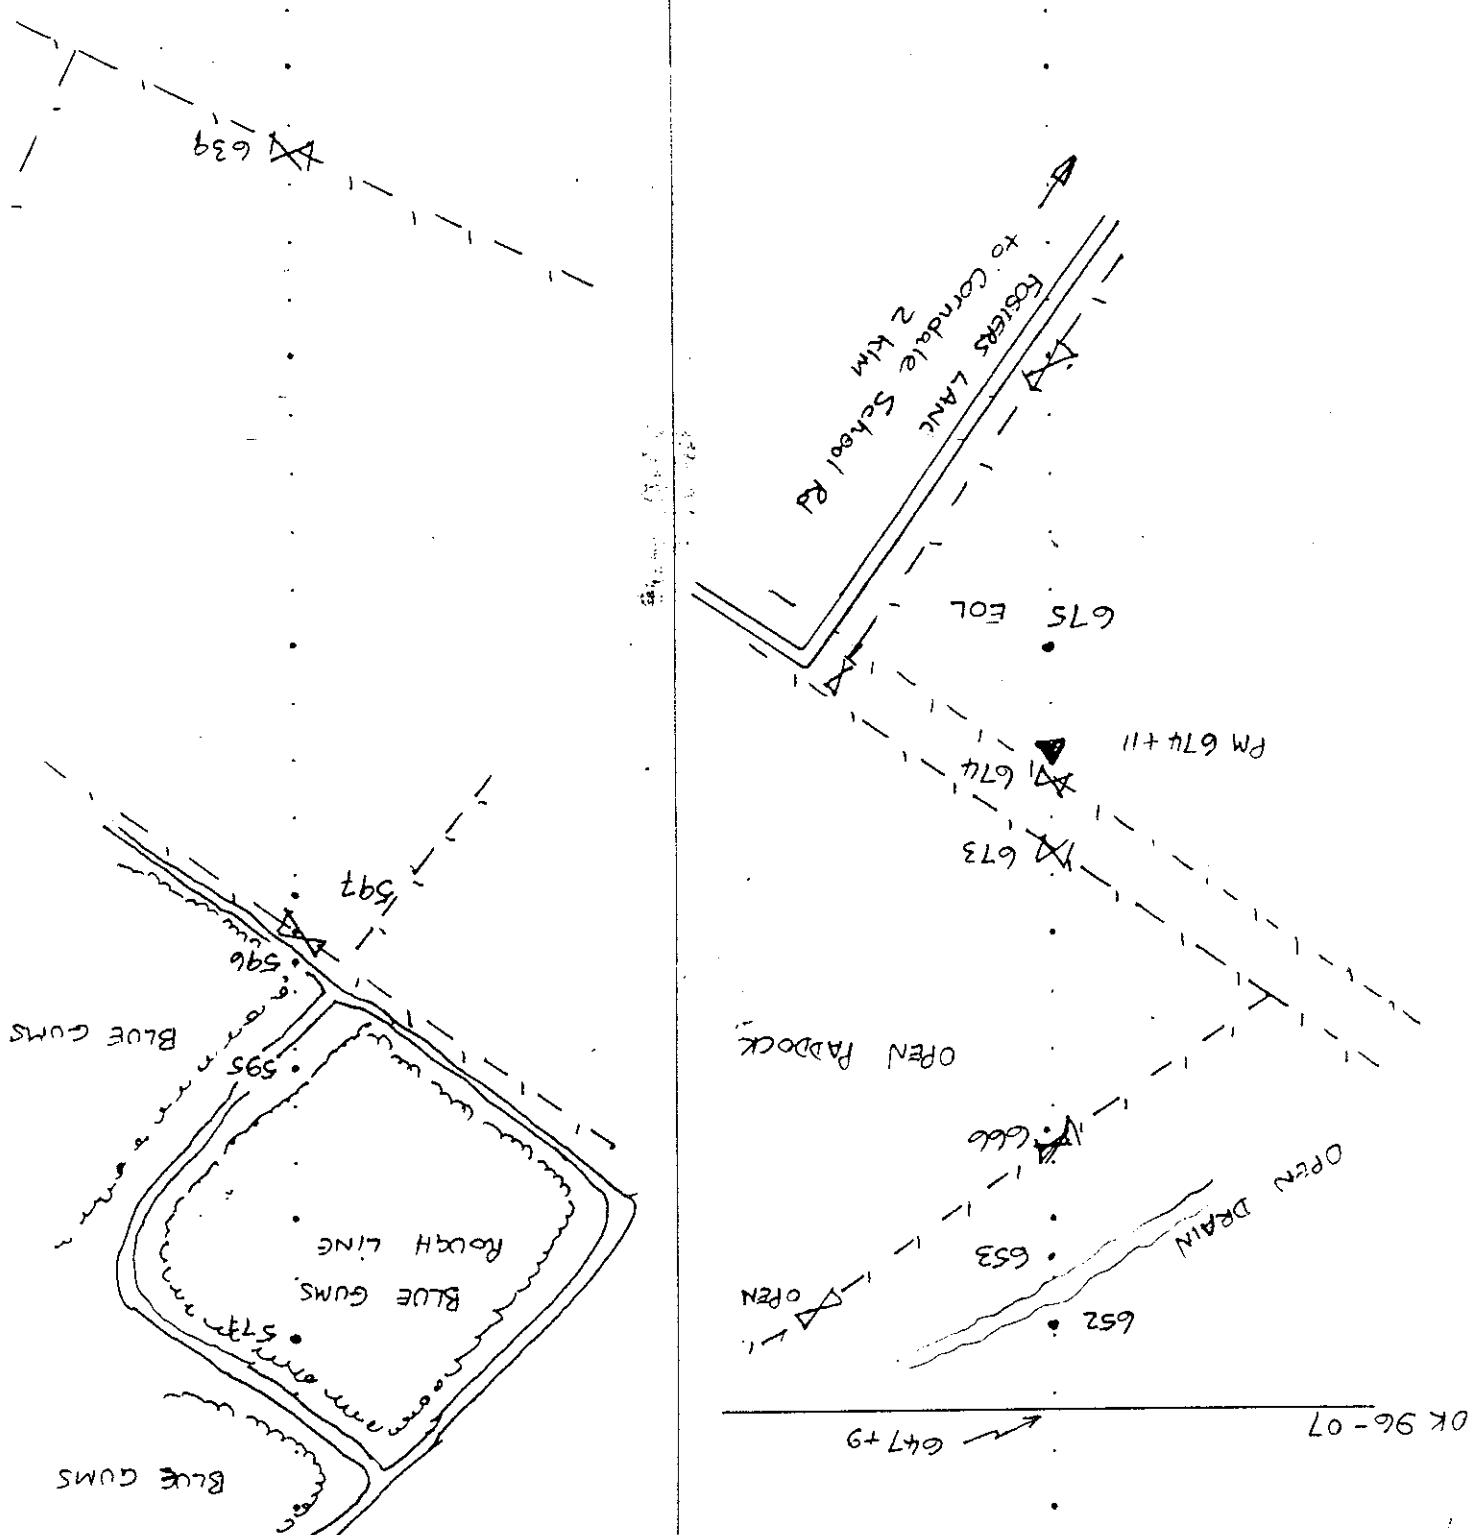 OK 96-07
647+9
652
OPEN
653
OPEN DRAIN
666
OPEN PADDOCK
673
674
PM 674+11
675 EOL
FOSTERS LANE
to Corndale School Rd
2 klm
BLUE GUMS
577
BLUE GUMS
ROUGH LINE
595
BLUE GUMS
596
597
639